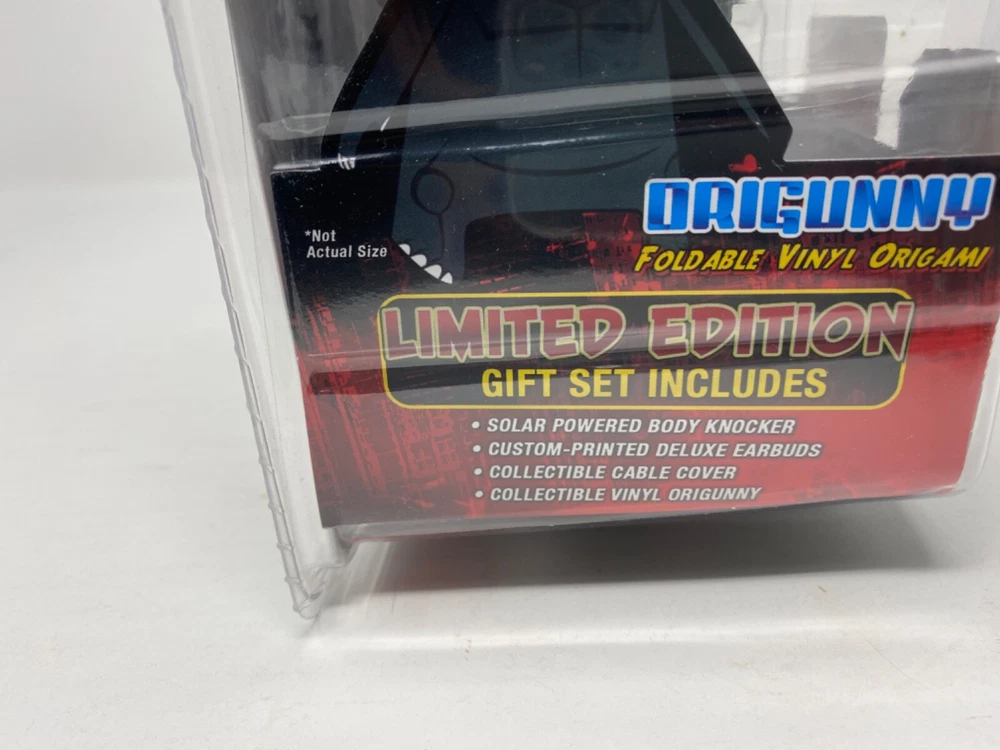 *Not
Actual Size
ORIGUNNY
FOLDABLE VINYL ORIGAMI
LIMITED EDITION
GIFT SET INCLUDES
• SOLAR POWERED BODY KNOCKER
• CUSTOM-PRINTED DELUXE EARBUDS
• COLLECTIBLE CABLE COVER
• COLLECTIBLE VINYL ORIGUNNY